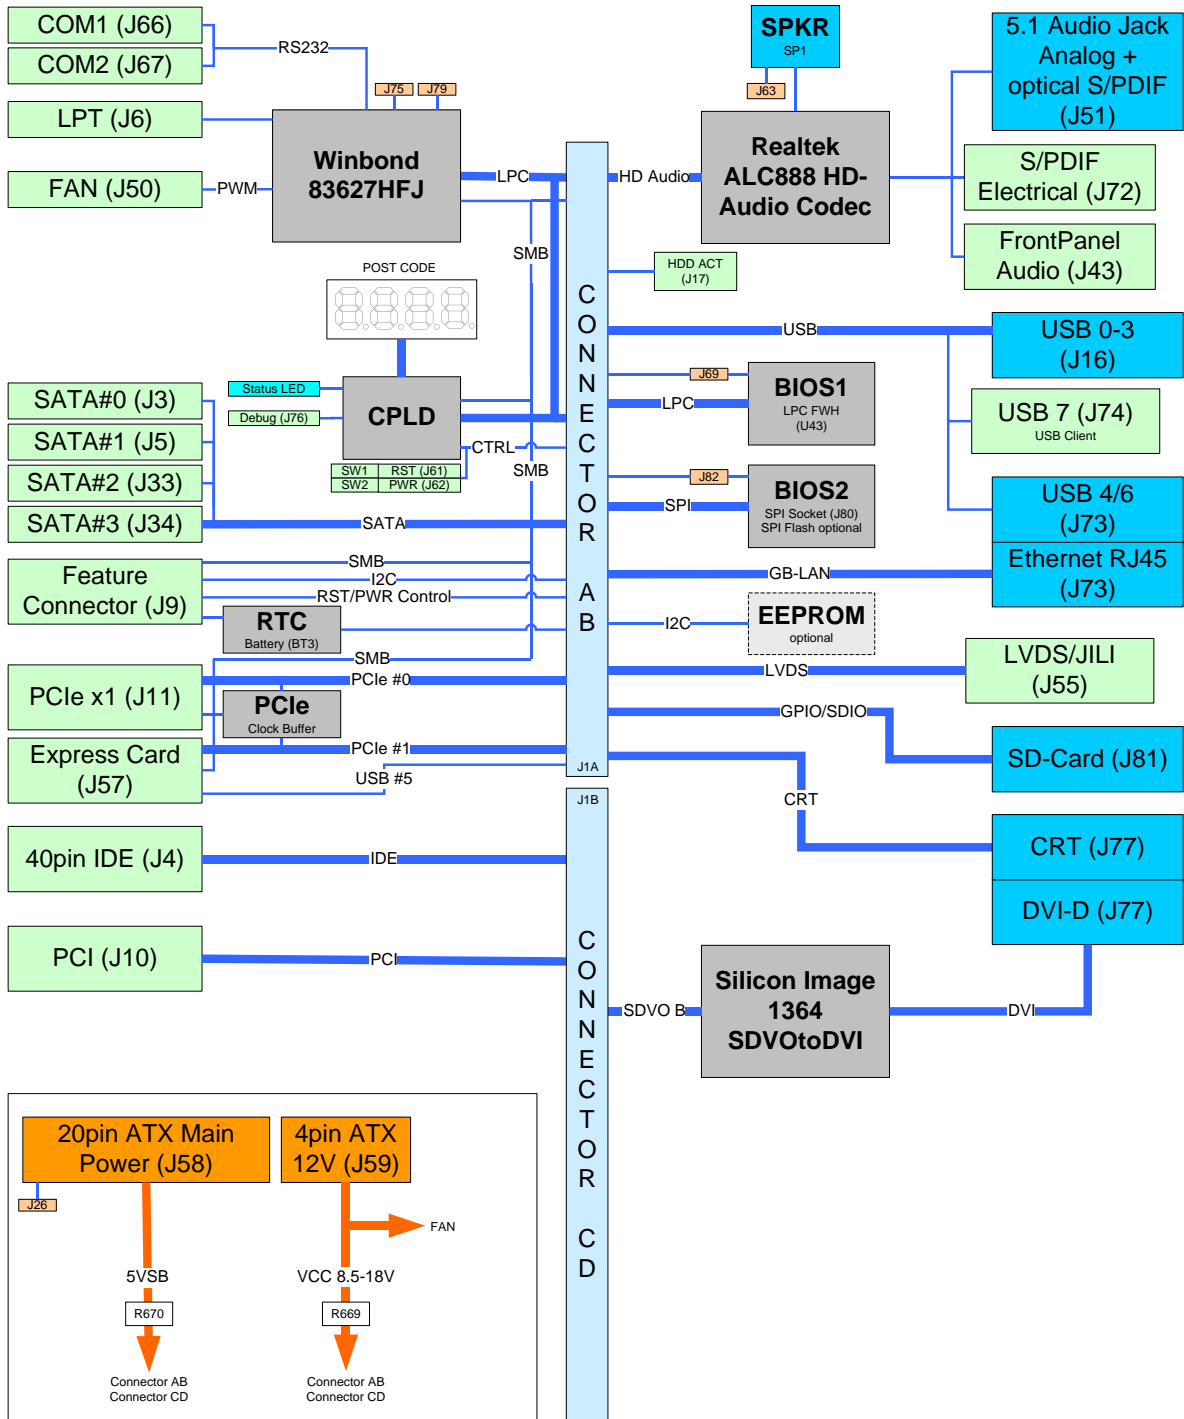 COM1 (J66)
COM2 (J67)
RS232
LPT (J6)
FAN (J50)
PWM
J75
J79
Winbond
83627HFJ
LPC
SMB
POST CODE
8.8.8.8.
Status LED
Debug (J76)
CPLD
CTRL
SW1
RST (J61)
SW2
PWR (J62)
SMB
SATA#0 (J3)
SATA#1 (J5)
SATA#2 (J33)
SATA#3 (J34)
SATA
Feature
Connector (J9)
SMB
I2C
RST/PWR Control
RTC
Battery (BT3)
SMB
PCIe x1 (J11)
PCIe #0
PCIe
Clock Buffer
Express Card
(J57)
PCIe #1
USB #5
40pin IDE (J4)
IDE
PCI (J10)
PCI
CONNECTOR AB
J1A
J1B
CONNECTOR CD
SPKR
SP1
J63
HD Audio
Realtek
ALC888 HD-
Audio Codec
5.1 Audio Jack
Analog +
optical S/PDIF
(J51)
S/PDIF
Electrical (J72)
FrontPanel
Audio (J43)
HDD ACT
(J17)
USB
USB 0-3
(J16)
J69
LPC
BIOS1
LPC FWH
(U43)
USB 7 (J74)
USB Client
J82
SPI
BIOS2
SPI Socket (J80)
SPI Flash optional
USB 4/6
(J73)
GB-LAN
Ethernet RJ45
(J73)
I2C
EEPROM
optional
LVDS
LVDS/JILI
(J55)
GPIO/SDIO
SD-Card (J81)
CRT
CRT (J77)
DVI-D (J77)
SDVO B
Silicon Image
1364
SDVOtoDVI
DVI
20pin ATX Main
Power (J58)
4pin ATX
12V (J59)
J26
FAN
5VSB
VCC 8.5-18V
R670
R669
Connector AB
Connector CD
Connector AB
Connector CD